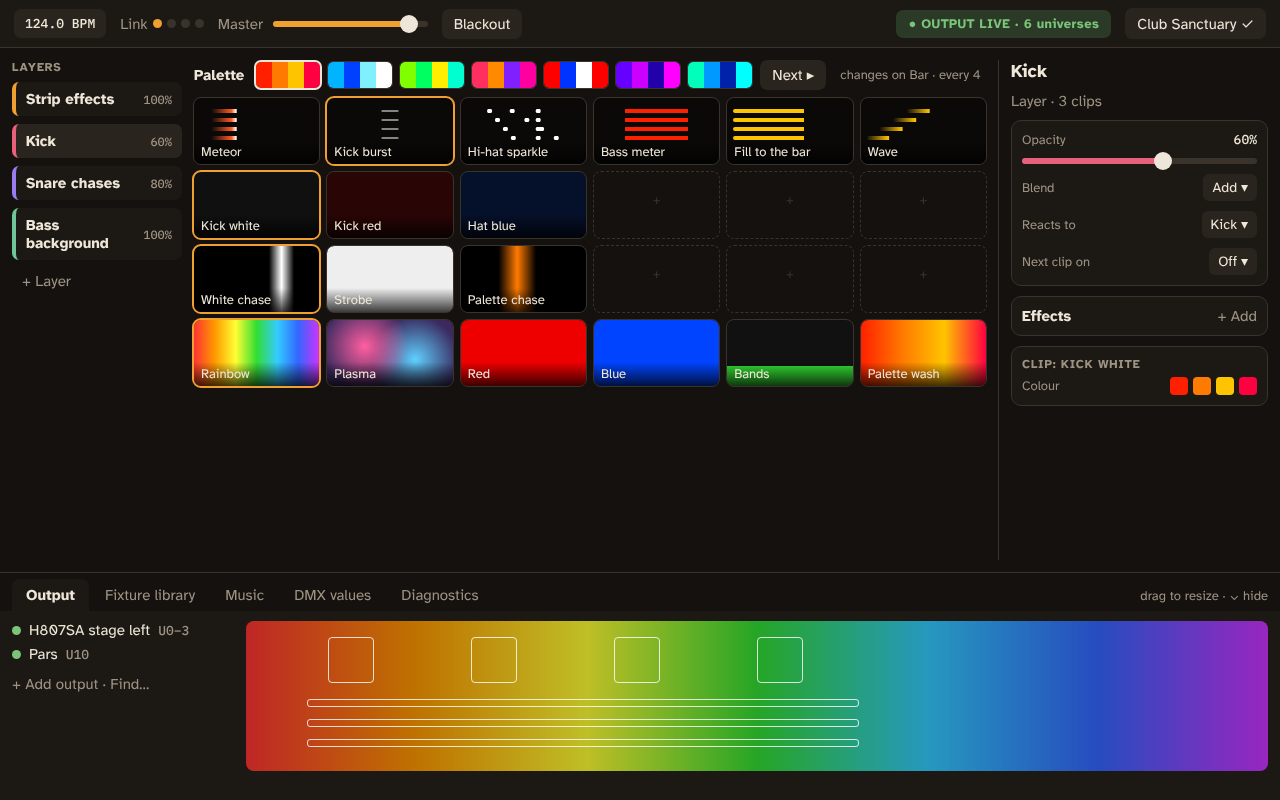 124.0 BPM
Link
Master
Blackout
● OUTPUT LIVE · 6 universes
Club Sanctuary ✓
LAYERS
Strip effects 100%
Kick 60%
Snare chases 80%
Bass background 100%
+ Layer
Palette
Next ▸
changes on Bar · every 4
Meteor
Kick burst
Hi-hat sparkle
Bass meter
Fill to the bar
Wave
Kick white
Kick red
Hat blue
+
+
+
White chase
Strobe
Palette chase
+
+
+
Rainbow
Plasma
Red
Blue
Bands
Palette wash
Kick
Layer · 3 clips
Opacity 60%
Blend Add ▾
Reacts to Kick ▾
Next clip on Off ▾
Effects + Add
CLIP: KICK WHITE
Colour
Output
Fixture library
Music
DMX values
Diagnostics
drag to resize · ⌄ hide
H807SA stage left U0–3
Pars U10
+ Add output · Find…